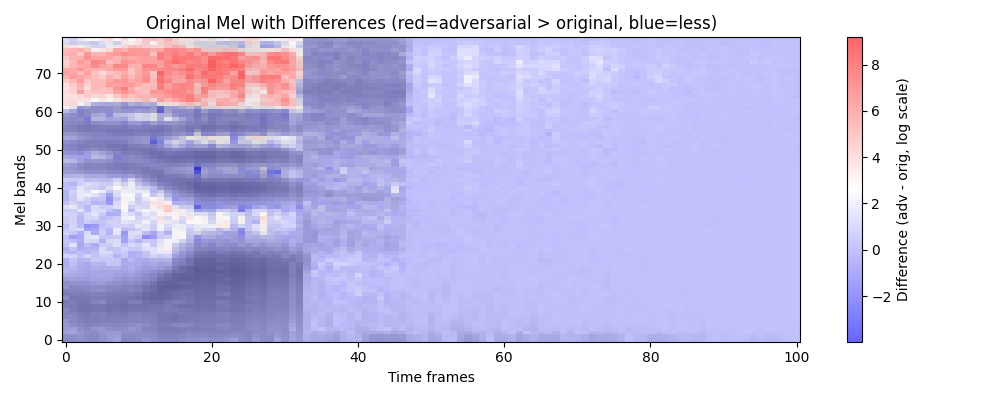 Original Mel with Differences (red=adversarial > original, blue=less)
Mel bands
70
60
50
40
30
20
10
0
0 20 40 60 80 100
Time frames
8
6
4
2
0
−2
Difference (adv - orig, log scale)